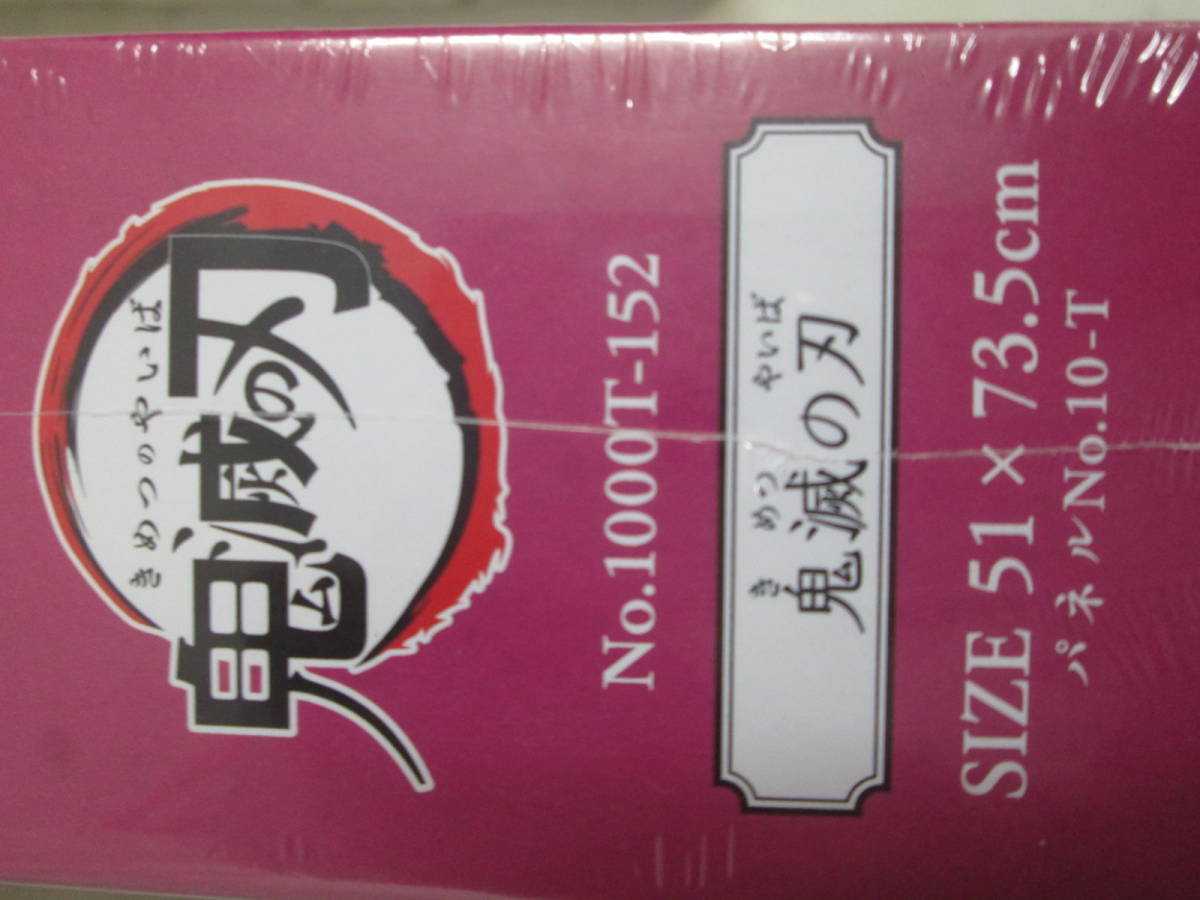 きめつのやいば
鬼滅の刃
No.1000T-152
きめつ やいば
鬼滅の刃
SIZE 51×73.5cm
パネルNo.10-T